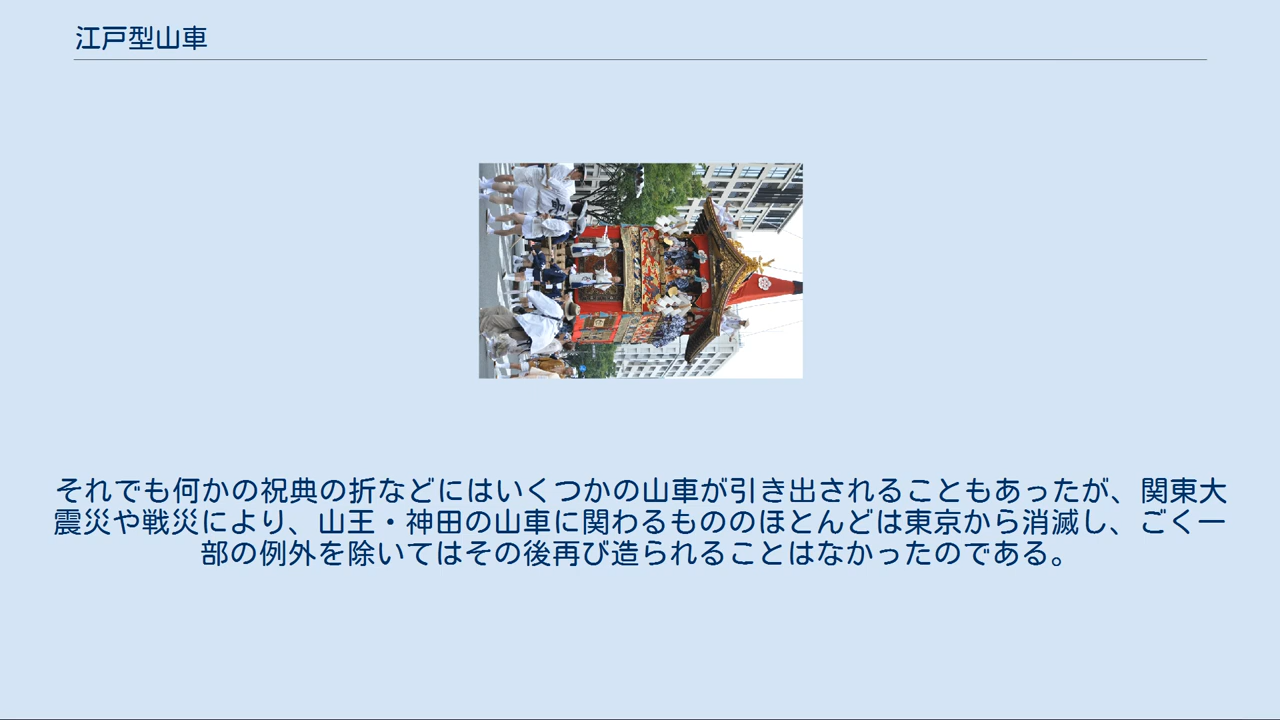 江戸型山車
それでも何かの祝典の折などにはいくつかの山車が引き出されることもあったが、関東大
震災や戦災により、山王・神田の山車に関わるもののほとんどは東京から消滅し、ごく一
部の例外を除いてはその後再び造られることはなかったのである。